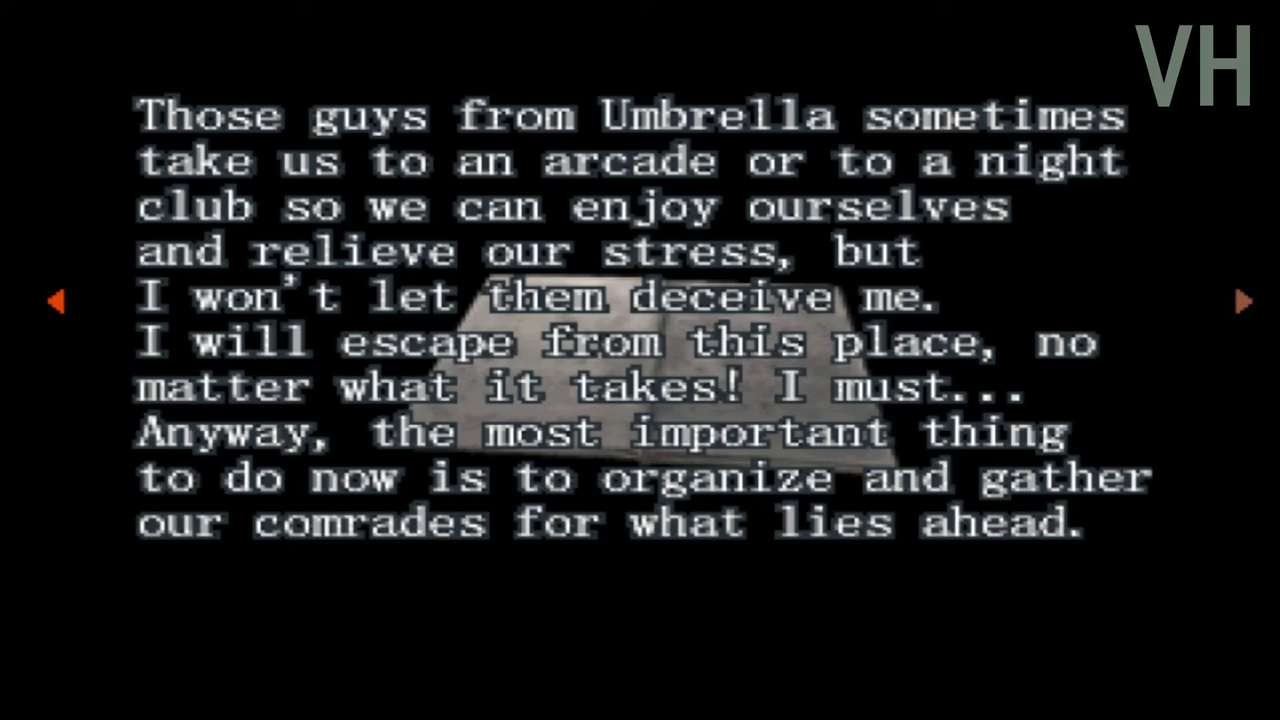 VH
Those guys from Umbrella sometimes
take us to an arcade or to a night
club so we can enjoy ourselves
and relieve our stress, but
I won't let them deceive me.
I will escape from this place, no
matter what it takes! I must...
Anyway, the most important thing
to do now is to organize and gather
our comrades for what lies ahead.